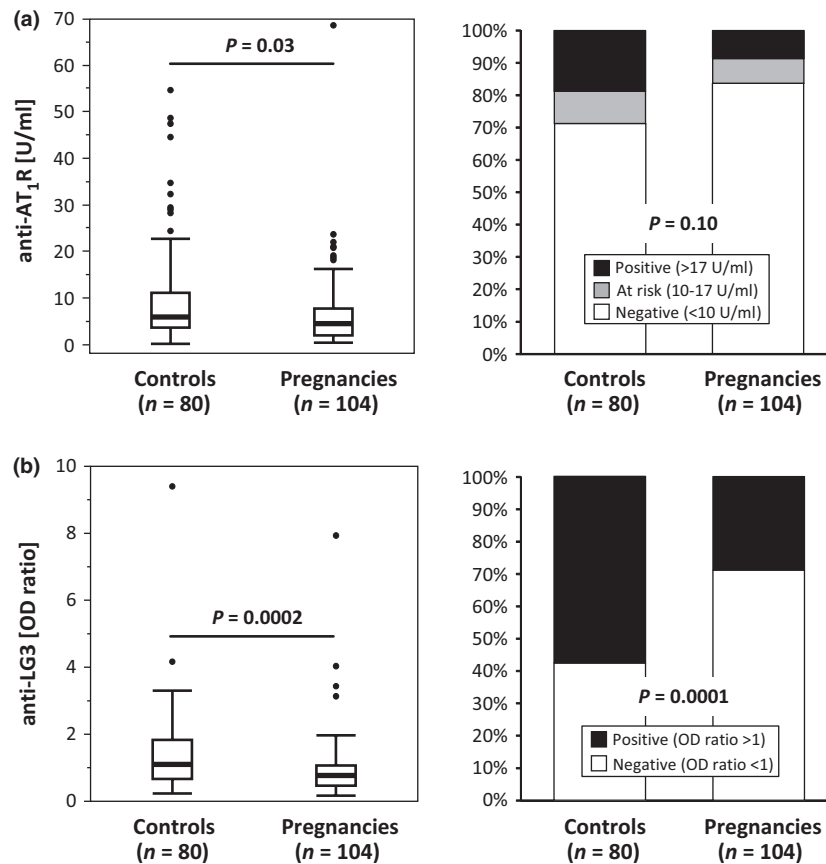 (a)
anti-AT1R [U/ml]
70
60
50
40
30
20
10
0
P = 0.03
Controls
(n = 80)
Pregnancies
(n = 104)
100%
90%
80%
70%
60%
50%
40%
30%
20%
10%
0%
P = 0.10
Positive (>17 U/ml)
At risk (10-17 U/ml)
Negative (<10 U/ml)
Controls
(n = 80)
Pregnancies
(n = 104)
(b)
anti-LG3 [OD ratio]
10
8
6
4
2
0
P = 0.0002
Controls
(n = 80)
Pregnancies
(n = 104)
100%
90%
80%
70%
60%
50%
40%
30%
20%
10%
0%
P = 0.0001
Positive (OD ratio >1)
Negative (OD ratio <1)
Controls
(n = 80)
Pregnancies
(n = 104)